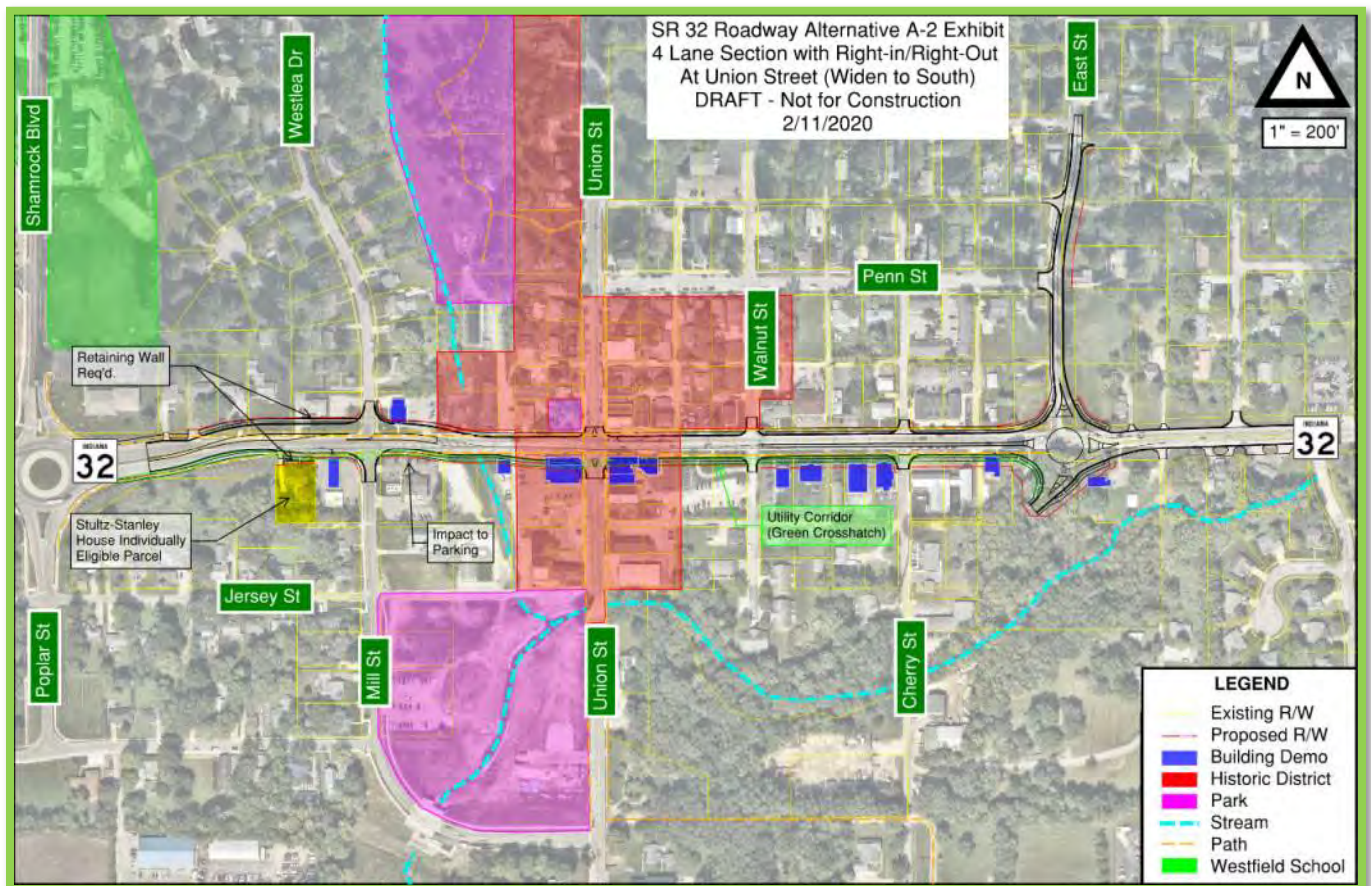 SR 32 Roadway Alternative A-2 Exhibit
4 Lane Section with Right-in/Right-Out
At Union Street (Widen to South)
DRAFT - Not for Construction
2/11/2020
N
1" = 200'
Shamrock Blvd
Westlea Dr
Union St
East St
Penn St
Walnut St
Retaining Wall
Req'd.
INDIANA
32
INDIANA
32
Stultz-Stanley
House Individually
Eligible Parcel
Impact to
Parking
Utility Corridor
(Green Crosshatch)
Jersey St
Poplar St
Mill St
Union St
Cherry St
LEGEND
Existing R/W
Proposed R/W
Building Demo
Historic District
Park
Stream
Path
Westfield School